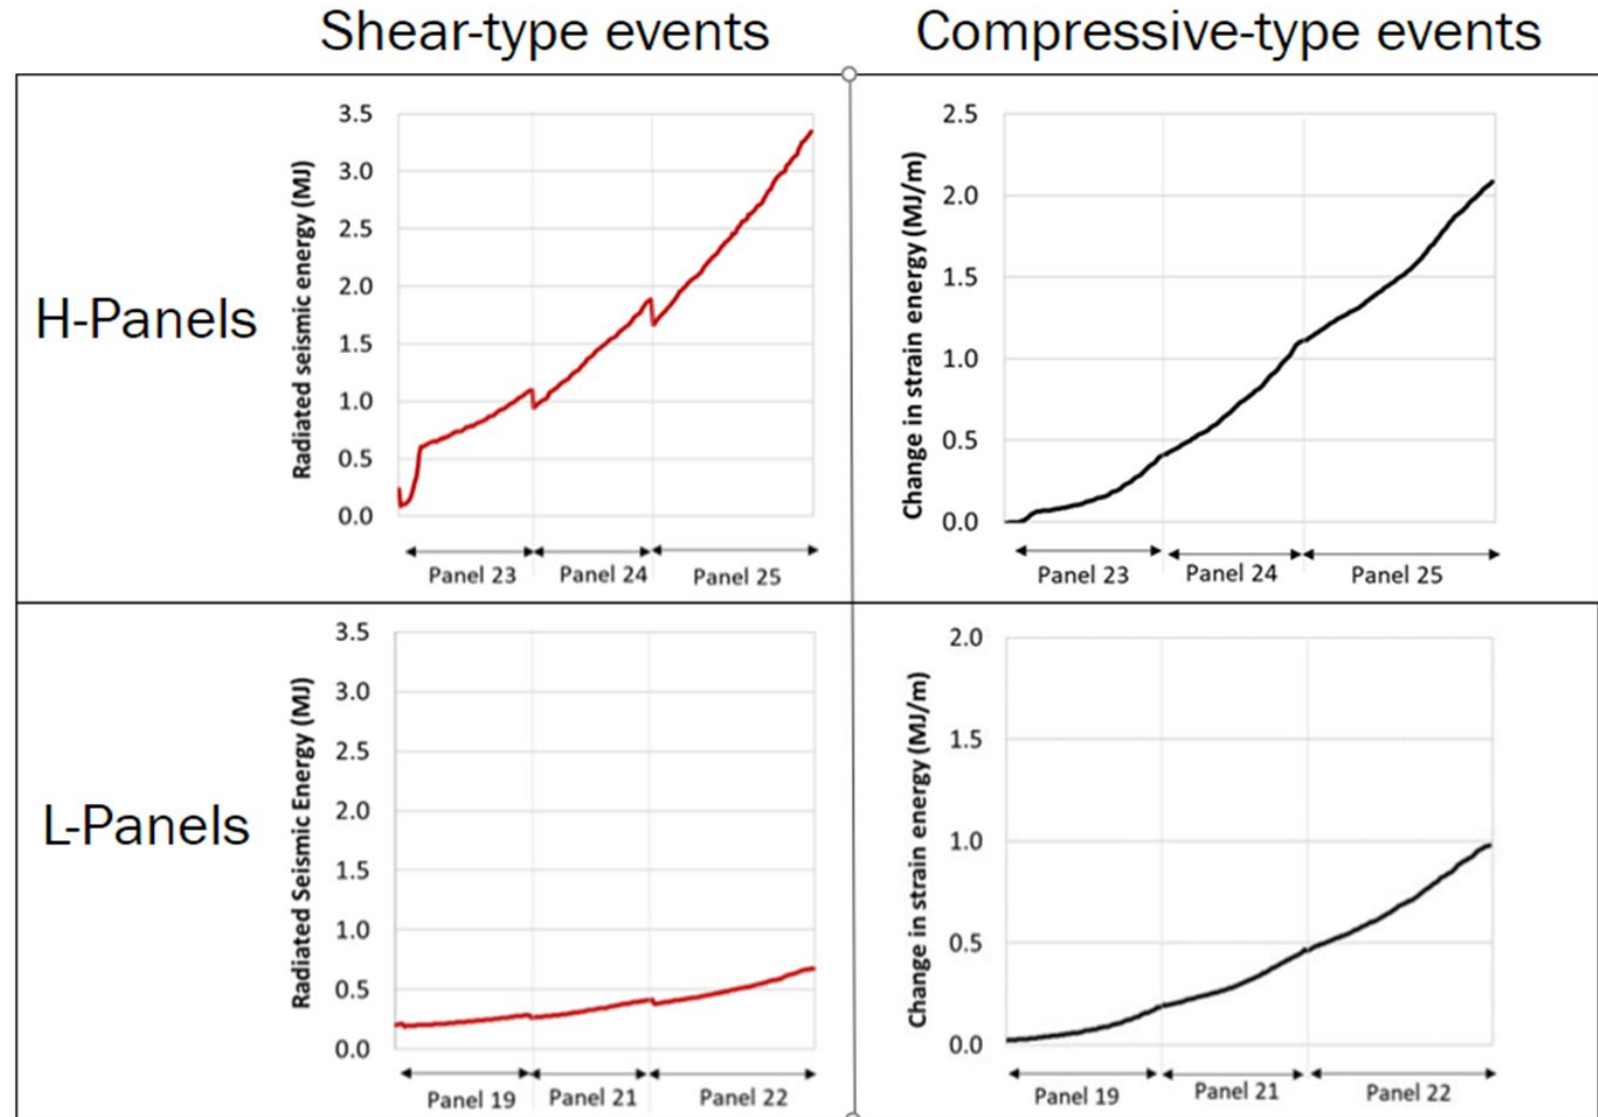 Shear-type events
Compressive-type events
H-Panels
Radiated seismic energy (MJ)
3.5
3.0
2.5
2.0
1.5
1.0
0.5
0.0
Panel 23
Panel 24
Panel 25
Change in strain energy (MJ/m)
2.5
2.0
1.5
1.0
0.5
0.0
Panel 23
Panel 24
Panel 25
L-Panels
Radiated Seismic Energy (MJ)
3.5
3.0
2.5
2.0
1.5
1.0
0.5
0.0
Panel 19
Panel 21
Panel 22
Change in strain energy (MJ/m)
2.0
1.5
1.0
0.5
0.0
Panel 19
Panel 21
Panel 22